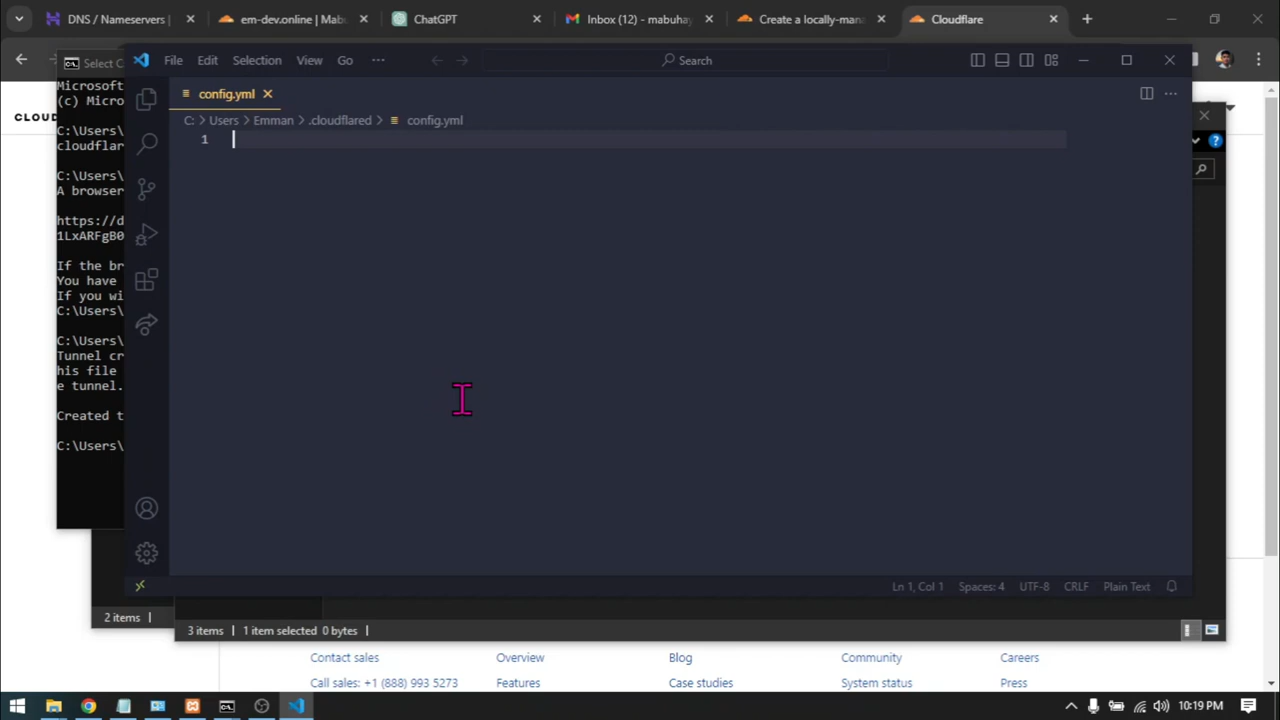 DNS / Nameservers
em-dev.online | Mabu
ChatGPT
Inbox (12) - mabuhay
Create a locally-mana
Cloudflare
Select C
File Edit Selection View Go ··· Search
CLOUD
config.yml
C: > Users > Emman > .cloudflared > config.yml
1
Microsoft
(c) Micro
C:\Users\
cloudflar
C:\Users\
A browser
https://d
1LxARFgB0
If the br
You have
If you wi
C:\Users\
C:\Users\
Tunnel cr
his file
e tunnel.
Created t
C:\Users\
Ln 1, Col 1 Spaces: 4 UTF-8 CRLF Plain Text
2 items
3 items 1 item selected 0 bytes
Contact sales Overview Blog Community Careers
Call sales: +1 (888) 993 5273 Features Case studies System status Press
10:19 PM